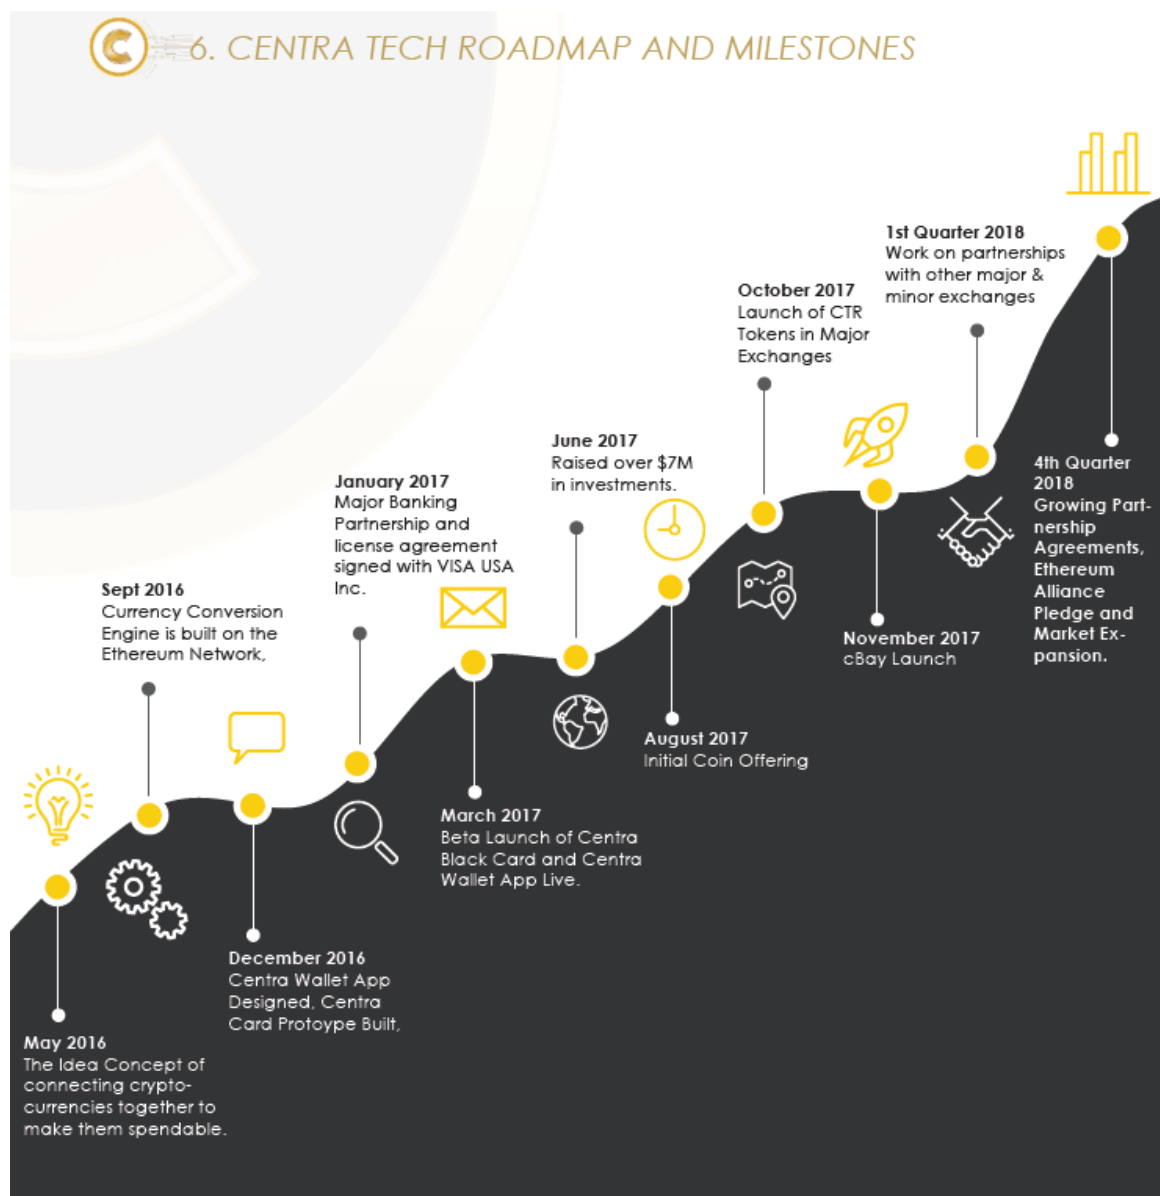 6. CENTRA TECH ROADMAP AND MILESTONES
May 2016
The Idea Concept of
connecting crypto-
currencies together to
make them spendable.
Sept 2016
Currency Conversion
Engine is built on the
Ethereum Network,
December 2016
Centra Wallet App
Designed, Centra
Card Protoype Built,
January 2017
Major Banking
Partnership and
license agreement
signed with VISA USA
Inc.
March 2017
Beta Launch of Centra
Black Card and Centra
Wallet App Live.
June 2017
Raised over $7M
in investments.
August 2017
Initial Coin Offering
October 2017
Launch of CTR
Tokens in Major
Exchanges
November 2017
cBay Launch
1st Quarter 2018
Work on partnerships
with other major &
minor exchanges
4th Quarter
2018
Growing Part-
nership
Agreements,
Ethereum
Alliance
Pledge and
Market Ex-
pansion.